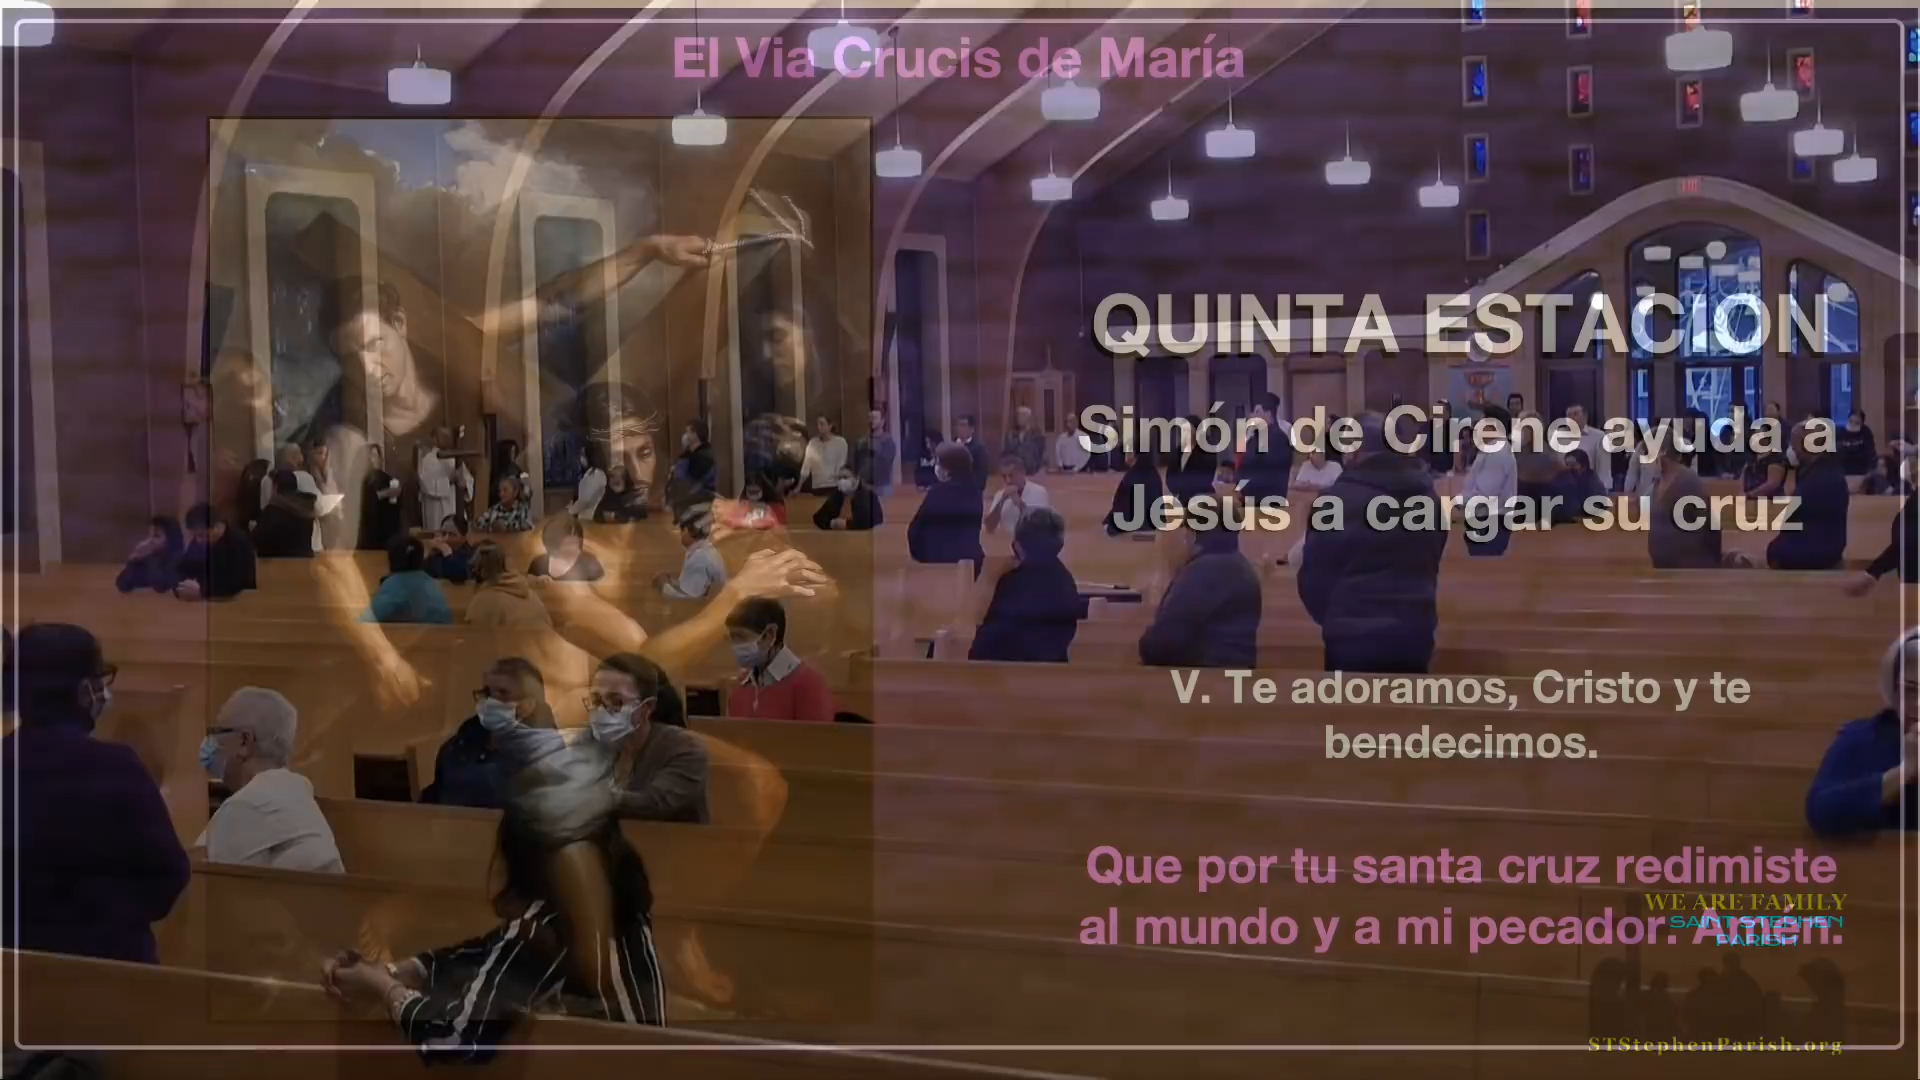 El Via Crucis de María
QUINTA ESTACION
Simón de Cirene ayuda a
Jesús a cargar su cruz
V. Te adoramos, Cristo y te
bendecimos.
Que por tu santa cruz redimiste
al mundo y a mi pecador. Amén.
WE ARE FAMILY
SAINT STEPHEN
PARISH
STStephenParish.org